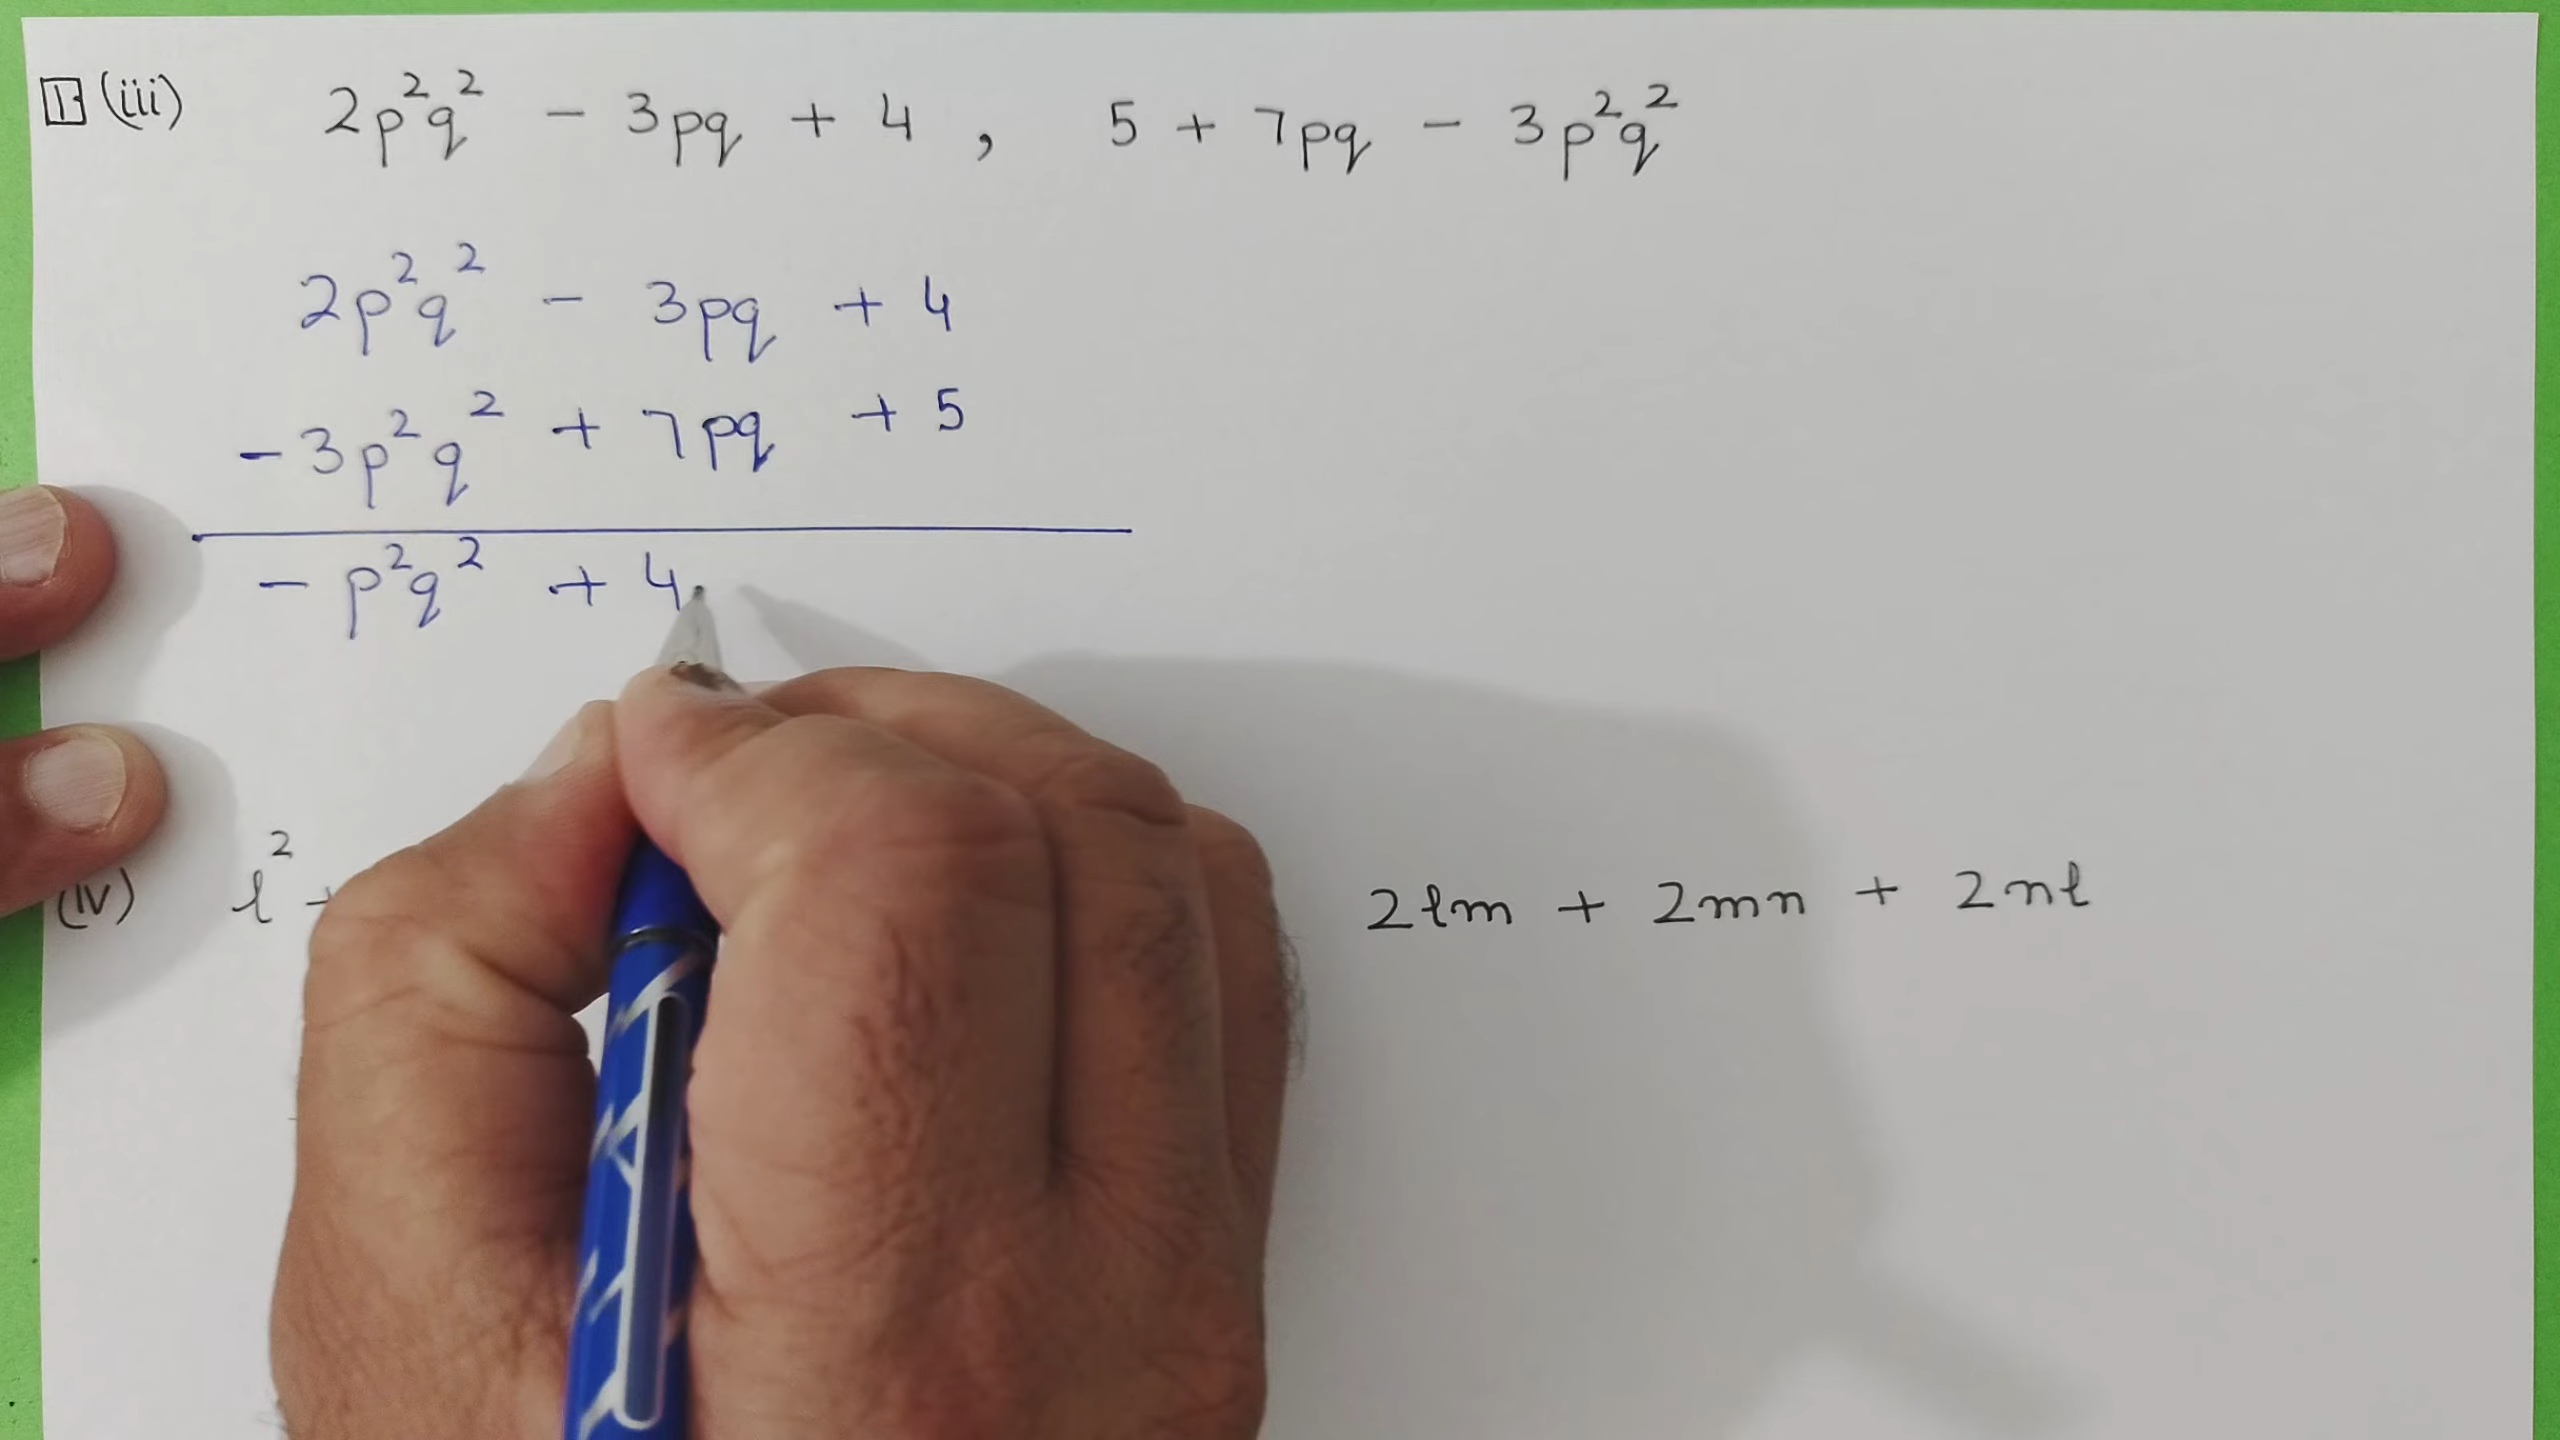 1 (iii) 2p²q² - 3pq + 4 , 5 + 7pq - 3p²q²
2p²q² - 3pq + 4
-3p²q² + 7pq + 5
- p²q² + 4
(iv) l² + 2lm + 2mn + 2nl